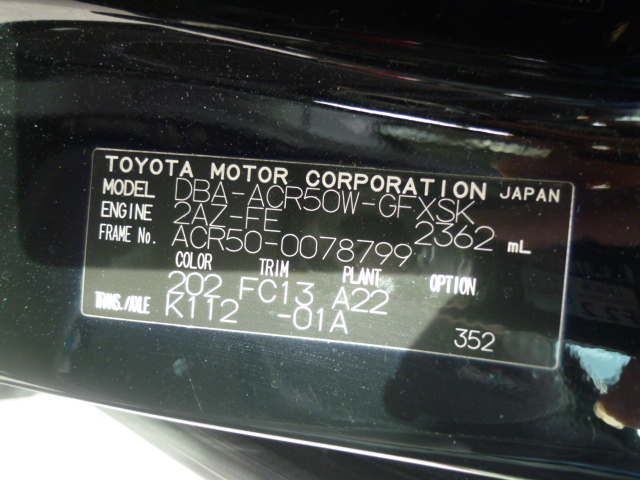 TOYOTA MOTOR CORPORATION JAPAN
MODEL DBA-ACR50W-GFXSK
ENGINE 2AZ-FE 2362 mL
FRAME No. ACR50-0078799
COLOR TRIM PLANT OPTION
202 FC13 A22
TRANS./AXLE K112 -01A
352